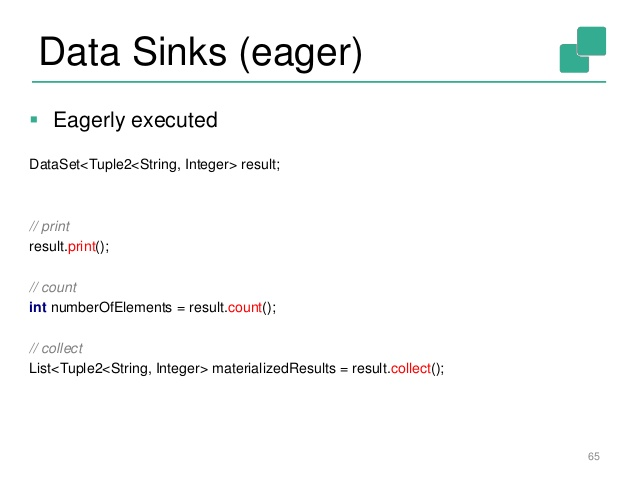 Data Sinks (eager)
Eagerly executed
DataSet<Tuple2<String, Integer> result;
// print
result.print();
// count
int numberOfElements = result.count();
// collect
List<Tuple2<String, Integer> materializedResults = result.collect();
65